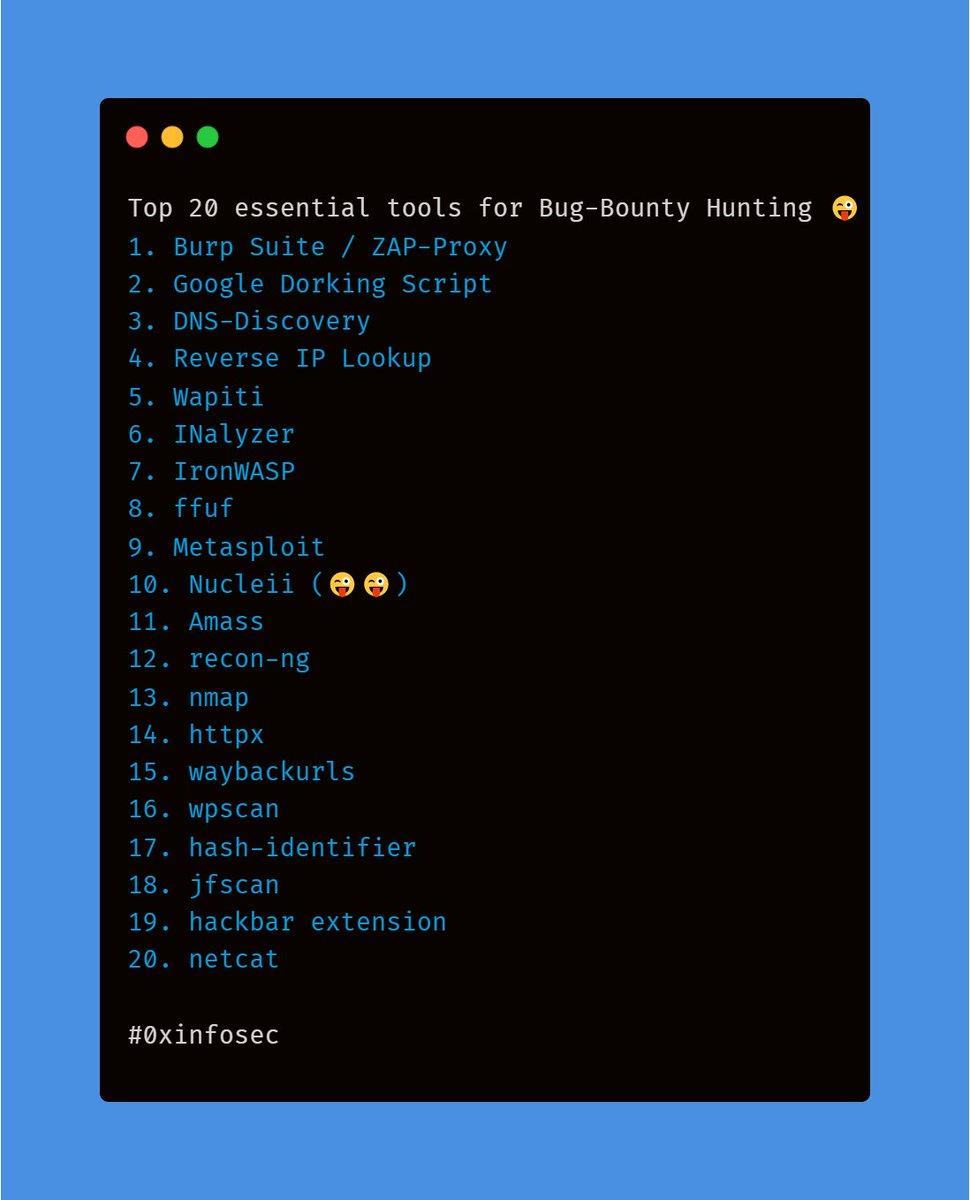 Top 20 essential tools for Bug-Bounty Hunting 😜
1. Burp Suite / ZAP-Proxy
2. Google Dorking Script
3. DNS-Discovery
4. Reverse IP Lookup
5. Wapiti
6. INalyzer
7. IronWASP
8. ffuf
9. Metasploit
10. Nucleii (😜😜)
11. Amass
12. recon-ng
13. nmap
14. httpx
15. waybackurls
16. wpscan
17. hash-identifier
18. jfscan
19. hackbar extension
20. netcat
#0xinfosec